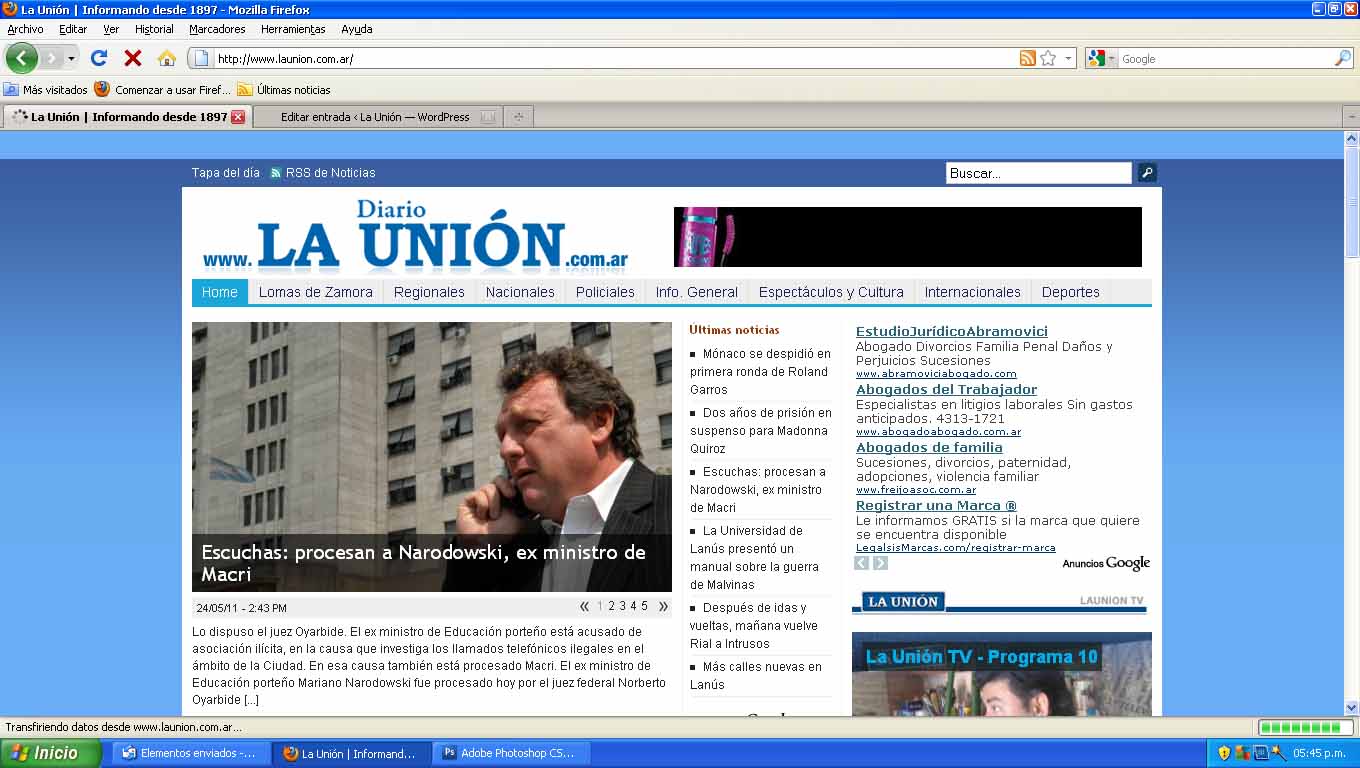 La Unión | Informando desde 1897 - Mozilla Firefox
Archivo Editar Ver Historial Marcadores Herramientas Ayuda
http://www.launion.com.ar/
Google
Más visitados Comenzar a usar Firef... Últimas noticias
La Unión | Informando desde 1897
Editar entrada ‹ La Unión — WordPress
Tapa del día RSS de Noticias
Buscar...
Diario
www. LA UNIÓN .com.ar
Home Lomas de Zamora Regionales Nacionales Policiales Info. General Espectáculos y Cultura Internacionales Deportes
Escuchas: procesan a Narodowski, ex ministro de
Macri
24/05/11 - 2:43 PM
« 1 2 3 4 5 »
Lo dispuso el juez Oyarbide. El ex ministro de Educación porteño está acusado de
asociación ilícita, en la causa que investiga los llamados telefónicos ilegales en el
ámbito de la Ciudad. En esa causa también está procesado Macri. El ex ministro de
Educación porteño Mariano Narodowski fue procesado hoy por el juez federal Norberto
Oyarbide [...]
Últimas noticias
Mónaco se despidió en
primera ronda de Roland
Garros
Dos años de prisión en
suspenso para Madonna
Quiroz
Escuchas: procesan a
Narodowski, ex ministro
de Macri
La Universidad de
Lanús presentó un
manual sobre la guerra
de Malvinas
Después de idas y
vueltas, mañana vuelve
Rial a Intrusos
Más calles nuevas en
Lanús
EstudioJurídicoAbramovici
Abogado Divorcios Familia Penal Daños y
Perjuicios Sucesiones
www.abramoviciabogado.com
Abogados del Trabajador
Especialistas en litigios laborales Sin gastos
anticipados. 4313-1721
www.abogadoabogado.com.ar
Abogados de familia
Sucesiones, divorcios, paternidad,
adopciones, violencia familiar
www.freijoasoc.com.ar
Registrar una Marca ®
Le informamos GRATIS si la marca que quiere
se encuentra disponible
LegalsisMarcas.com/registrar-marca
Anuncios Google
LA UNIÓN
LAUNION TV
La Unión TV - Programa 10
Transfiriendo datos desde www.launion.com.ar...
Inicio
Elementos enviados -...
La Unión | Informand...
Adobe Photoshop CS...
05:45 p.m.